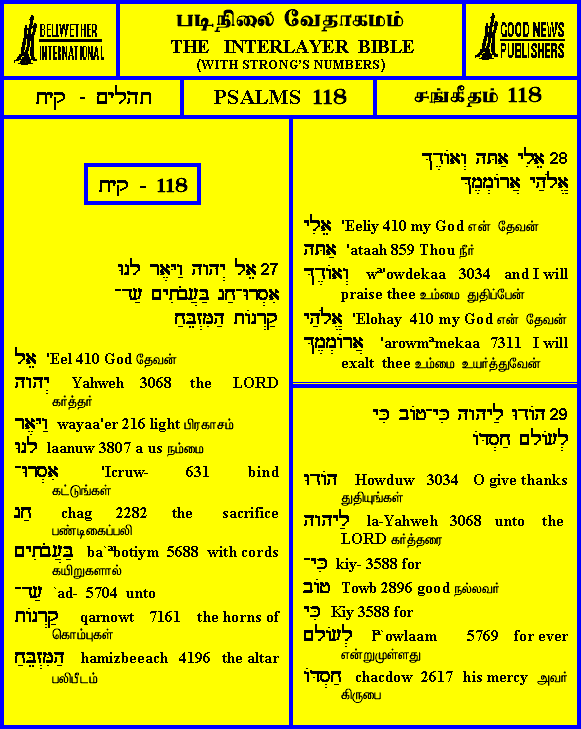 BELLWETHER
INTERNATIONAL
படிநிலை வேதாகமம்
THE INTERLAYER BIBLE
(WITH STRONG'S NUMBERS)
GOOD NEWS
PUBLISHERS
תהלים - קיח
PSALMS 118
சங்கீதம் 118
קיח - 118
27 אֵל יְהוָה וַיָּאֶר לנוּ
אִסְרוּ־חַג בַּעֲבֹתִים עַד־
קַרְנוֹת הַמִּזְבֵּחַ
אֵל 'Eel 410 God தேவன்
יְהוָה Yahweh 3068 the LORD
கர்த்தர்
וַיָּאֶר wayaa'er 216 light பிரகாசம்
לנוּ laanuw 3807 a us நம்மை
אִסְרוּ־ 'Icruw- 631 bind
கட்டுங்கள்
חַג chag 2282 the sacrifice
பண்டிகைப்பலி
בַּעֲבֹתִים ba`ªbotiym 5688 with cords
கயிறுகளால்
עַד־ `ad- 5704 unto
קַרְנוֹת qarnowt 7161 the horns of
கொம்புகள்
הַמִּזְבֵּחַ hamizbeeach 4196 the altar
பலிபீடம்
28 אֵלִי אַתָּה וְאוֹדֶךָּ
אֱלֹהַי אֲרוֹמְמֶךָּ
אֵלִי 'Eeliy 410 my God என் தேவன்
אַתָּה 'ataah 859 Thou நீர்
וְאוֹדֶךָּ wª'owdekaa 3034 and I will
praise thee உம்மை துதிப்பேன்
אֱלֹהַי 'Elohay 410 my God என் தேவன்
אֲרוֹמְמֶךָּ 'arowmªmekaa 7311 I will
exalt thee உம்மை உயர்த்துவேன்
29 הוֹדוּ לַיהוָה כִּי־טוֹב כִּי
לְעוֹלָם חַסְדּוֹ
הוֹדוּ Howduw 3034 O give thanks
துதியுங்கள்
לַיהוָה la-Yahweh 3068 unto the
LORD கர்த்தரை
כִּי־ kiy- 3588 for
טוֹב Towb 2896 good நல்லவர்
כִּי Kiy 3588 for
לְעוֹלָם lª`owlaam 5769 for ever
என்றுமுள்ளது
חַסְדּוֹ chacdow 2617 his mercy அவர்
கிருபை